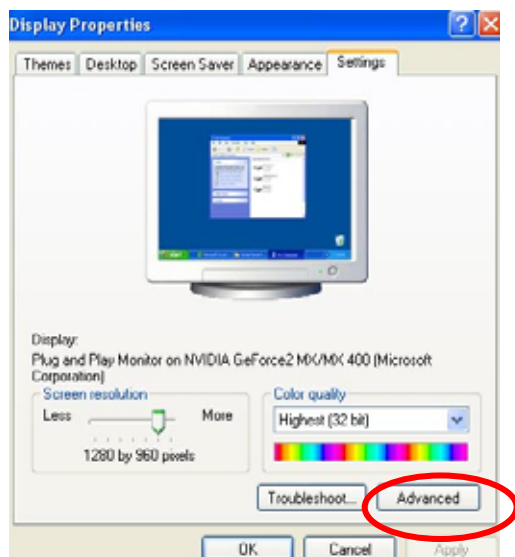 Display Properties
Themes Desktop Screen Saver Appearance Settings
Display:
Plug and Play Monitor on NVIDIA GeForce2 MX/MX 400 (Microsoft
Corporation)
Screen resolution
Less More
1280 by 960 pixels
Color quality
Highest (32 bit)
Troubleshoot... Advanced
OK Cancel Apply